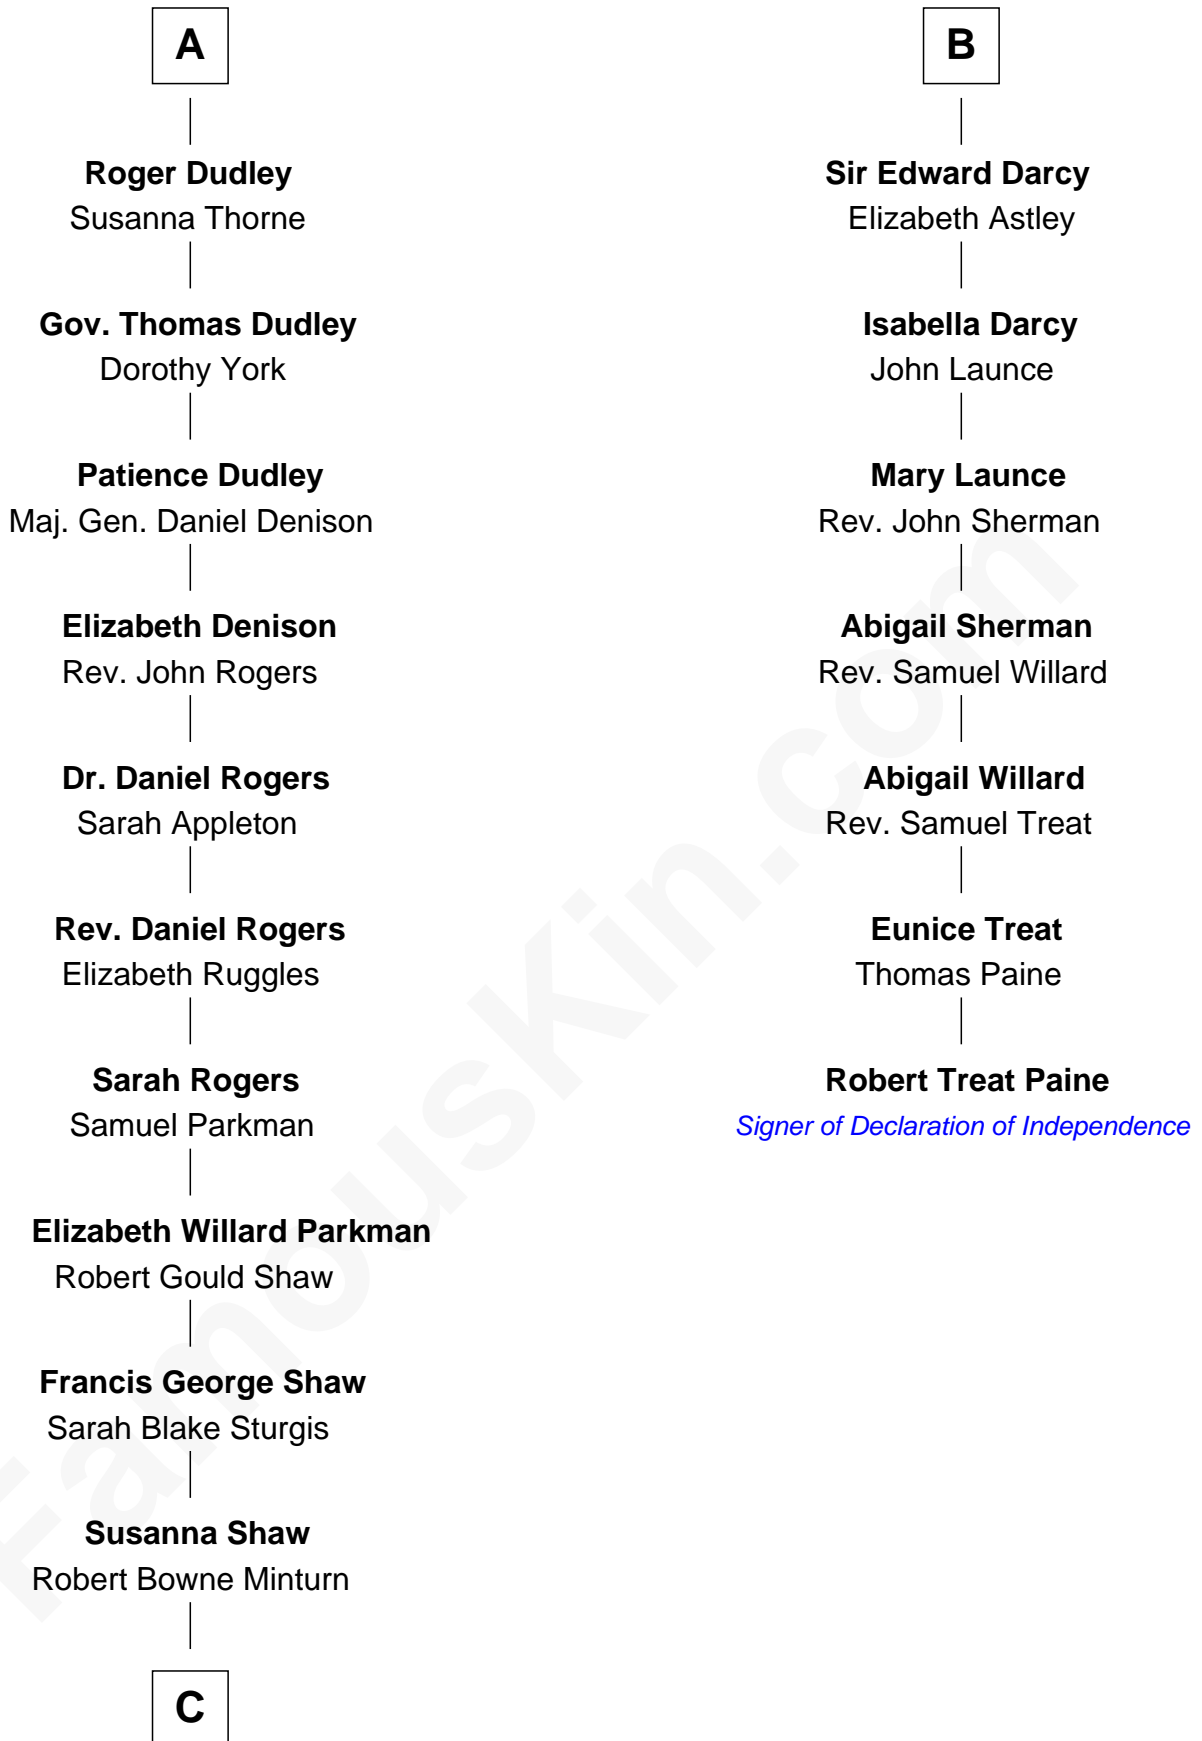 A
Roger Dudley
Susanna Thorne
Gov. Thomas Dudley
Dorothy York
Patience Dudley
Maj. Gen. Daniel Denison
Elizabeth Denison
Rev. John Rogers
Dr. Daniel Rogers
Sarah Appleton
Rev. Daniel Rogers
Elizabeth Ruggles
Sarah Rogers
Samuel Parkman
Elizabeth Willard Parkman
Robert Gould Shaw
Francis George Shaw
Sarah Blake Sturgis
Susanna Shaw
Robert Bowne Minturn
C
B
Sir Edward Darcy
Elizabeth Astley
Isabella Darcy
John Launce
Mary Launce
Rev. John Sherman
Abigail Sherman
Rev. Samuel Willard
Abigail Willard
Rev. Samuel Treat
Eunice Treat
Thomas Paine
Robert Treat Paine
Signer of Declaration of Independence
FamousKin.com